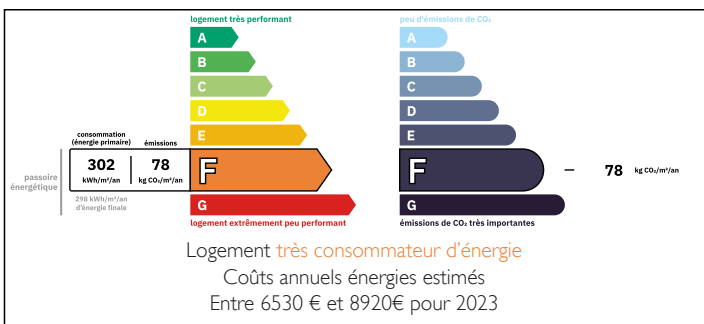 logement très performant
A
B
C
D
E
consommation
(énergie primaire)
émissions
302
kWh/m²/an
78
kg CO₂/m²/an
F
passoire
énergétique
298 kWh/m²/an
d'énergie finale
G
logement extrêmement peu performant
peu d'émissions de CO₂
A
B
C
D
E
F
78 kg CO₂/m²/an
G
émissions de CO₂ très importantes
Logement très consommateur d'énergie
Coûts annuels énergies estimés
Entre 6530 € et 8920€ pour 2023